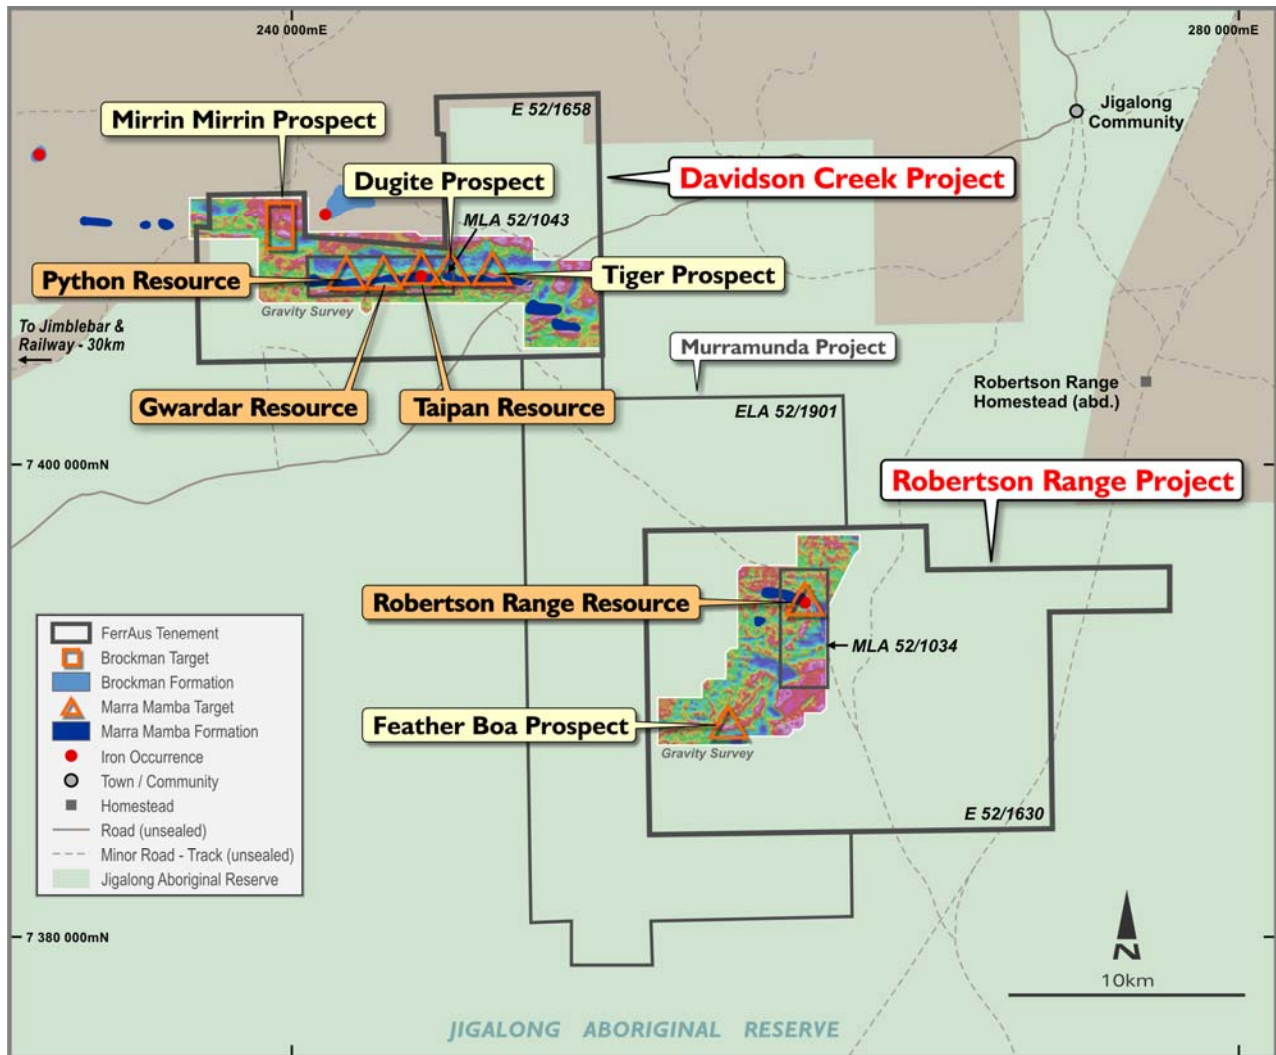 240 000mE
280 000mE
E 52/1658
Jigalong
Community
Mirrin Mirrin Prospect
Dugite Prospect
Davidson Creek Project
MLA 52/1043
Python Resource
Tiger Prospect
Gravity Survey
To Jimblebar &
Railway - 30km
Murramunda Project
Robertson Range
Homestead (abd.)
Gwardar Resource
Taipan Resource
ELA 52/1901
7 400 000mN
Robertson Range Project
Robertson Range Resource
MLA 52/1034
Feather Boa Prospect
Gravity Survey
E 52/1630
FerrAus Tenement
Brockman Target
Brockman Formation
Marra Mamba Target
Marra Mamba Formation
Iron Occurrence
Town / Community
Homestead
Road (unsealed)
Minor Road - Track (unsealed)
Jigalong Aboriginal Reserve
7 380 000mN
N
10km
JIGALONG ABORIGINAL RESERVE